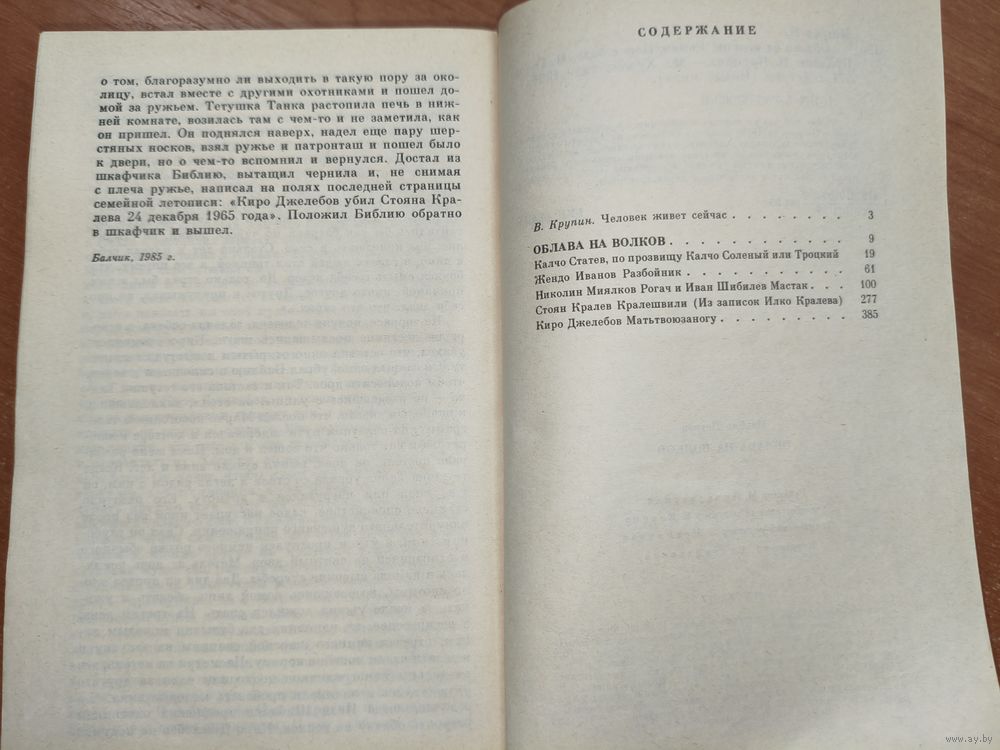 о том, благоразумно ли выходить в такую пору за око-
лицу, встал вместе с другими охотниками и пошел до-
мой за ружьем. Тетушка Танка растопила печь в ниж-
ней комнате, возилась там с чем-то и не заметила, как
он пришел. Он поднялся наверх, надел еще пару шер-
стяных носков, взял ружье и патронташ и пошел было
к двери, но о чем-то вспомнил и вернулся. Достал из
шкафчика Библию, вытащил чернила и, не снимая
с плеча ружье, написал на полях последней страницы
семейной летописи: «Киро Джелебов убил Стояна Кра-
лева 24 декабря 1965 года». Положил Библию обратно
в шкафчик и вышел.
Балчик, 1985 г.
СОДЕРЖАНИЕ
В. Крупин. Человек живет сейчас . . . . . . . . 3
ОБЛАВА НА ВОЛКОВ . . . . . . . . . . . . 9
Калчо Статев, по прозвищу Калчо Соленый или Троцкий 19
Жендо Иванов Разбойник . . . . . . . . . . . 61
Николин Миялков Рогач и Иван Шибилев Мастак . . . 100
Стоян Кралев Кралешвили (Из записок Илко Кралева) 277
Киро Джелебов Матьтвоюзаногу . . . . . . . . . 385
www.ay.by